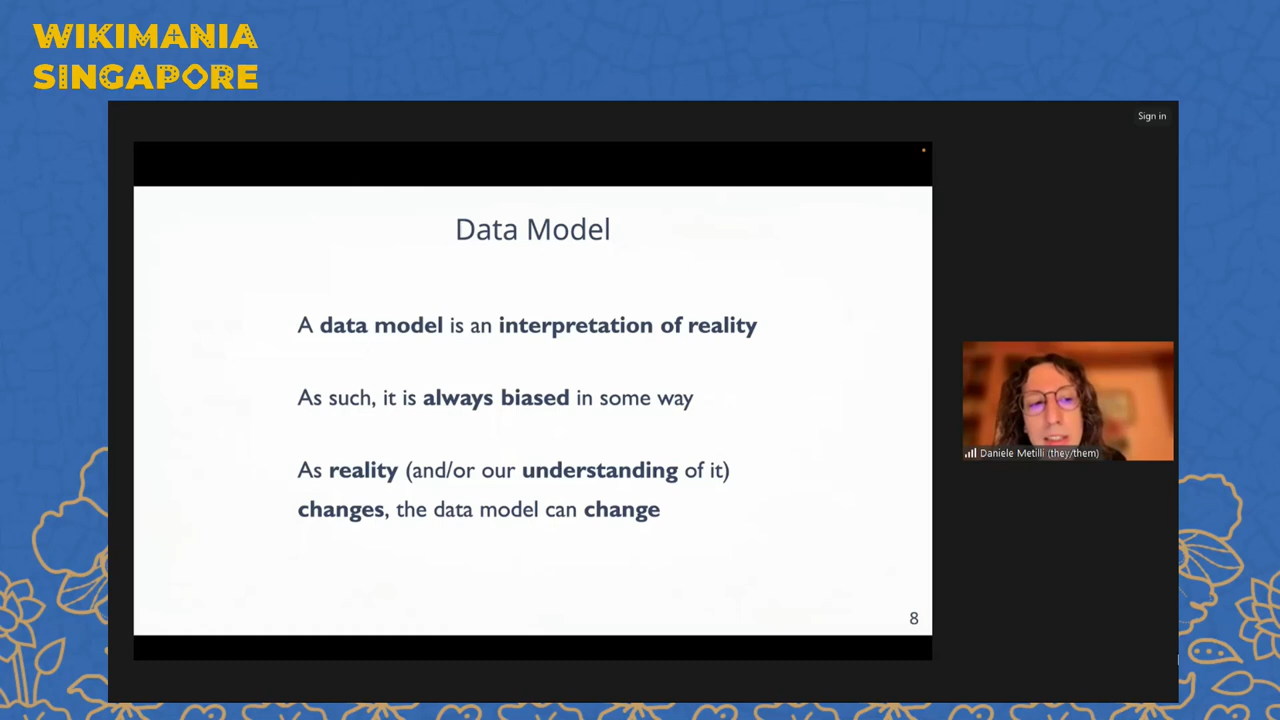 WIKIMANIA
SINGAPORE
Sign in
Data Model
A data model is an interpretation of reality
As such, it is always biased in some way
As reality (and/or our understanding of it)
changes, the data model can change
8
Daniele Metilli (they/them)